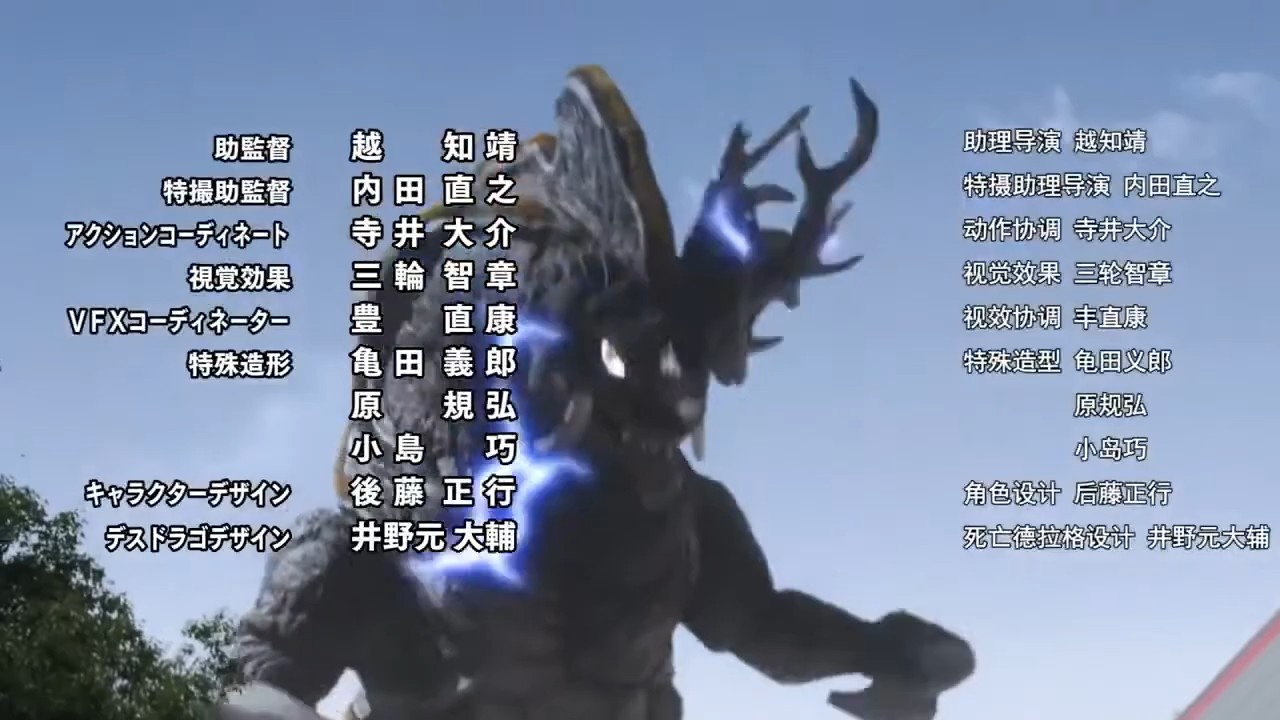 助監督 越知靖
特撮助監督 内田直之
アクションコーディネート 寺井大介
視覚効果 三輪智章
VFXコーディネーター 豊直康
特殊造形 亀田義郎
原規弘
小島巧
キャラクターデザイン 後藤正行
デスドラゴデザイン 井野元大輔
助理导演 越知靖
特摄助理导演 内田直之
动作协调 寺井大介
视觉效果 三轮智章
视效协调 丰直康
特殊造型 龟田义郎
原规弘
小岛巧
角色设计 后藤正行
死亡德拉格设计 井野元大辅